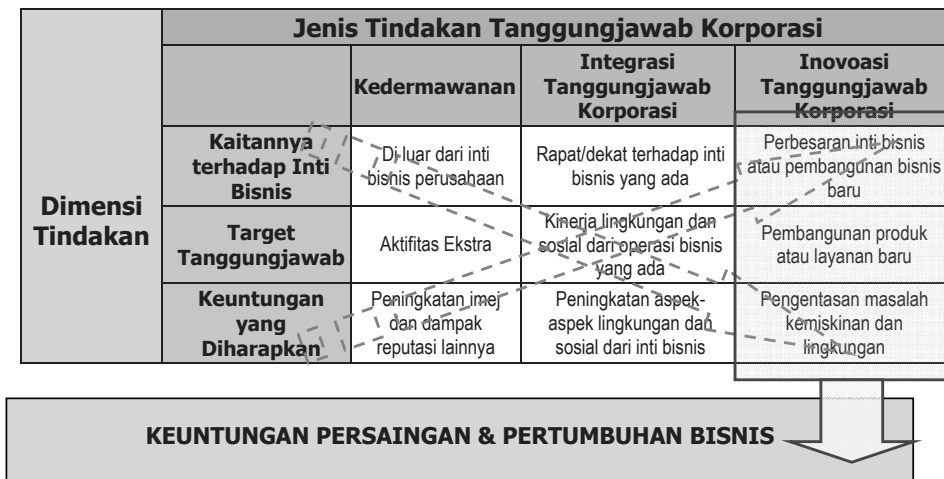 Jenis Tindakan Tanggungjawab Korporasi
Kedermawanan
Integrasi
Tanggungjawab
Korporasi
Inovoasi
Tanggungjawab
Korporasi
Dimensi
Tindakan
Kaitannya
terhadap Inti
Bisnis
Di luar dari inti
bisnis perusahaan
Rapat/dekat terhadap inti
bisnis yang ada
Perbesaran inti bisnis
atau pembangunan bisnis
baru
Target
Tanggungjawab
Aktifitas Ekstra
Kinerja lingkungan dan
sosial dari operasi bisnis
yang ada
Pembangunan produk
atau layanan baru
Keuntungan
yang
Diharapkan
Peningkatan imej
dan dampak
reputasi lainnya
Peningkatan aspek-
aspek lingkungan dan
sosial dari inti bisnis
Pengentasan masalah
kemiskinan dan
lingkungan
KEUNTUNGAN PERSAINGAN & PERTUMBUHAN BISNIS